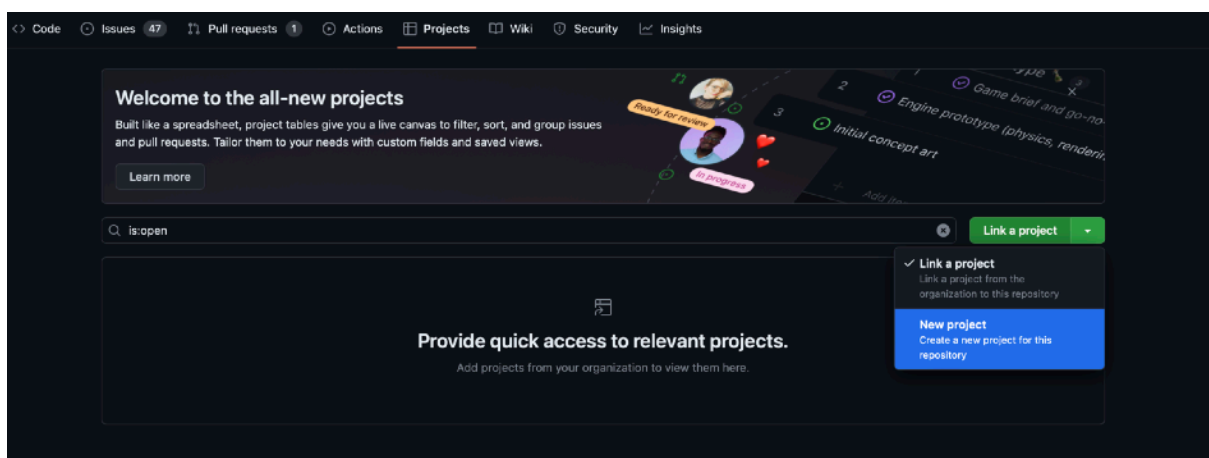 Code
Issues 47
Pull requests 1
Actions
Projects
Wiki
Security
Insights
Welcome to the all-new projects
Built like a spreadsheet, project tables give you a live canvas to filter, sort, and group issues
and pull requests. Tailor them to your needs with custom fields and saved views.
Learn more
Ready for review
In progress
2
Game brief and go-no-
Engine prototype (physics, renderin
3
Initial concept art
Add
is:open
Link a project
Link a project
Link a project from the
organization to this repository
New project
Create a new project for this
repository
Provide quick access to relevant projects.
Add projects from your organization to view them here.